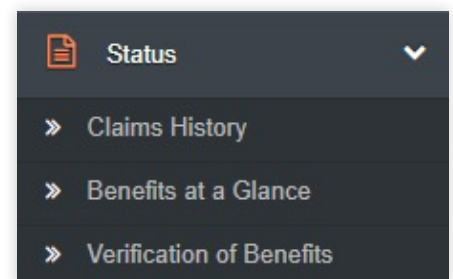 Status
Claims History
Benefits at a Glance
Verification of Benefits